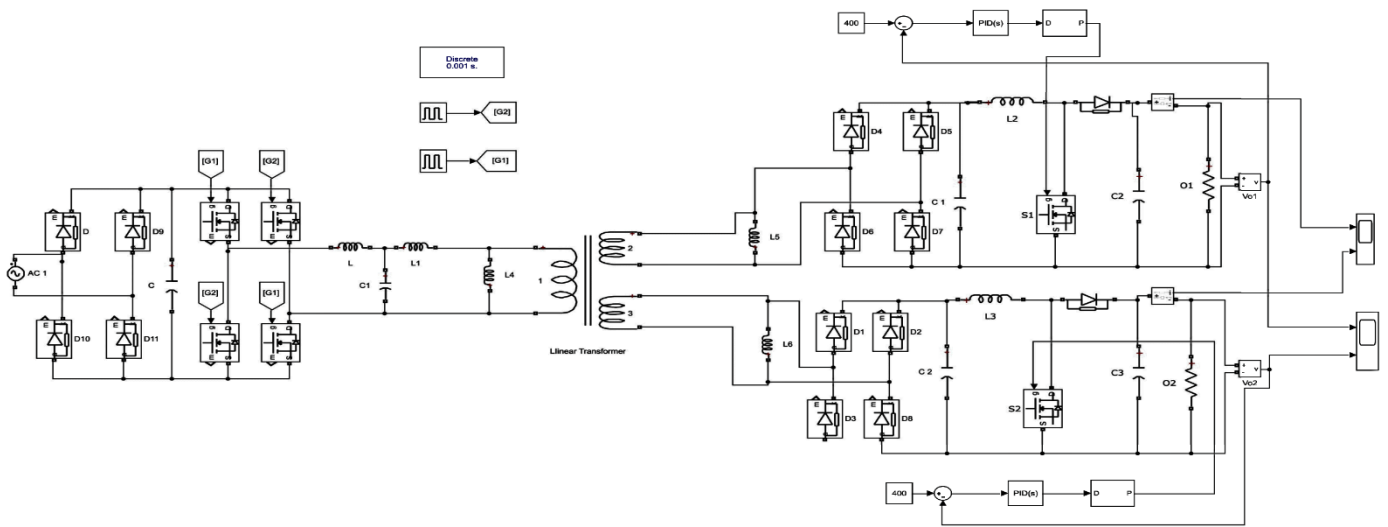 400
PID(s)
D P
Discrete
0.001 s.
[G2]
[G1]
D4
D5
L2
C 1
S1
C2
O1
Vo1
D6
D7
[G1]
[G2]
D
D9
AC 1
C
L
L1
C1
L4
1
2
3
L5
[G2]
[G1]
D10
D11
Llinear Transformer
L6
D1
D2
D3
D8
L3
C 2
S2
C3
O2
Vo2
400
PID(s)
D P